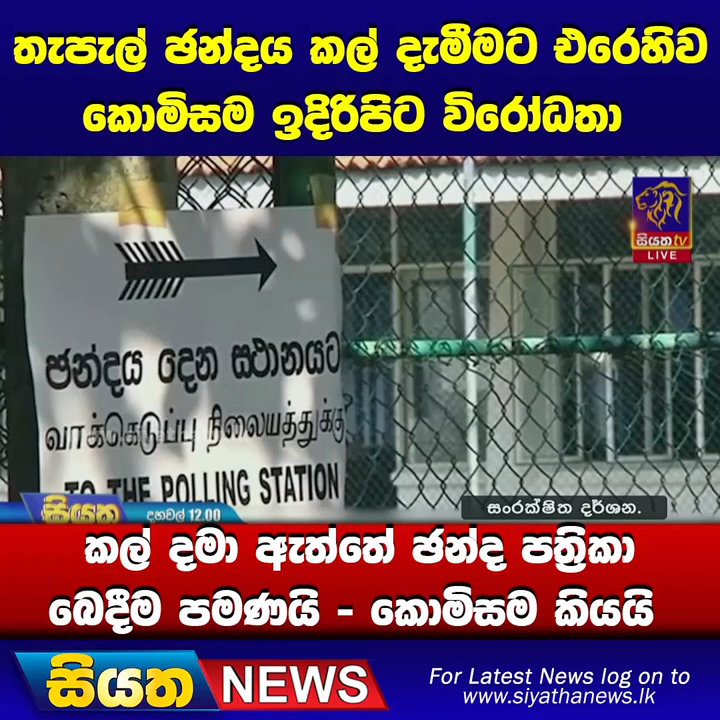 තැපැල් ඡන්දය කල් දැමීමට එරෙහිව
කොමිසම ඉදිරිපිට විරෝධතා
සියත tv
LIVE
ඡන්දය දෙන ස්ථානයට
வாக்கெடுப்பு நிலையத்துக்கு
TO THE POLLING STATION
සංරක්ෂිත දර්ශන.
සියත
දහවල් 12.00
කල් දමා ඇත්තේ ඡන්ද පත්‍රිකා
බෙදීම පමණයි - කොමිසම කියයි
සියත NEWS
For Latest News log on to
www.siyathanews.lk